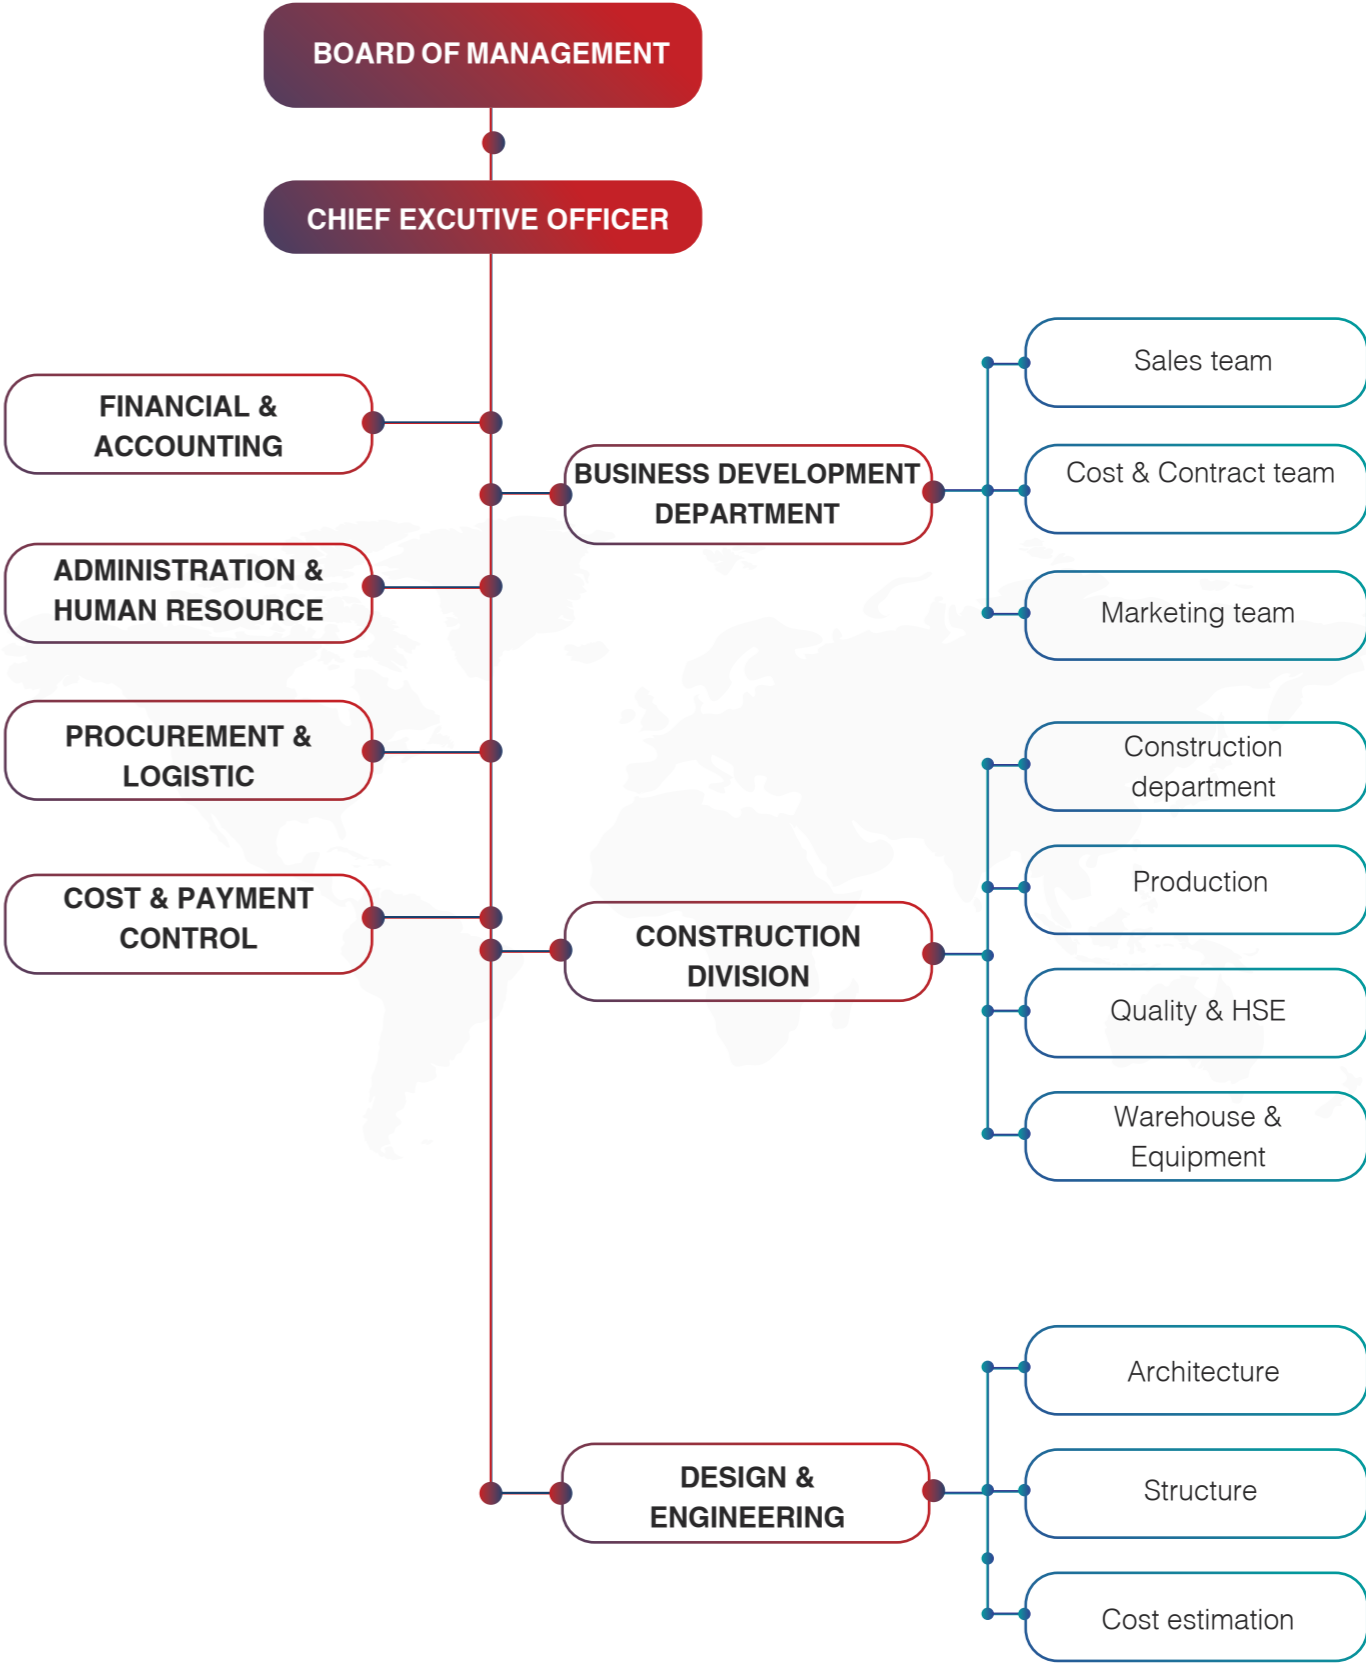 BOARD OF MANAGEMENT
CHIEF EXCUTIVE OFFICER
FINANCIAL &
ACCOUNTING
ADMINISTRATION &
HUMAN RESOURCE
PROCUREMENT &
LOGISTIC
COST & PAYMENT
CONTROL
BUSINESS DEVELOPMENT
DEPARTMENT
Sales team
Cost & Contract team
Marketing team
CONSTRUCTION
DIVISION
Construction
department
Production
Quality & HSE
Warehouse &
Equipment
DESIGN &
ENGINEERING
Architecture
Structure
Cost estimation